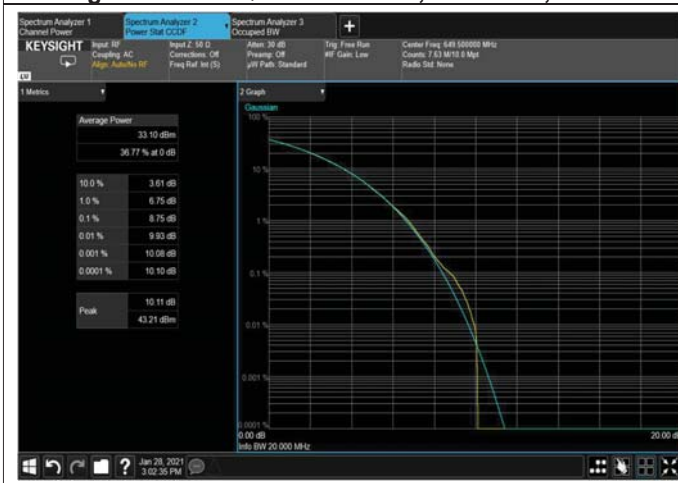 Spectrum Analyzer 1
Channel Power
Spectrum Analyzer 2
Power Stat CCDF
Spectrum Analyzer 3
Occupied BW
+
KEYSIGHT
Input: RF
Coupling: AC
Align: Auto/No RF
Input Z: 50 Ω
Corrections: Off
Freq Ref: Int (S)
Atten: 30 dB
Preamp: Off
µW Path: Standard
Trig: Free Run
#IF Gain: Low
Center Freq: 649.500000 MHz
Counts: 7.63 M/10.0 Mpt
Radio Std: None
1 Metrics
2 Graph
Average Power
33.10 dBm
36.77 % at 0 dB
10.0 % 3.61 dB
1.0 % 6.75 dB
0.1 % 8.75 dB
0.01 % 9.93 dB
0.001 % 10.08 dB
0.0001 % 10.10 dB
Peak
10.11 dB
43.21 dBm
Gaussian
100 %
10 %
1 %
0.1 %
0.01 %
0.001 %
0.0001 %
0.00 dB
20.00 d
Info BW 20.000 MHz
?
Jan 28, 2021
3:02:35 PM